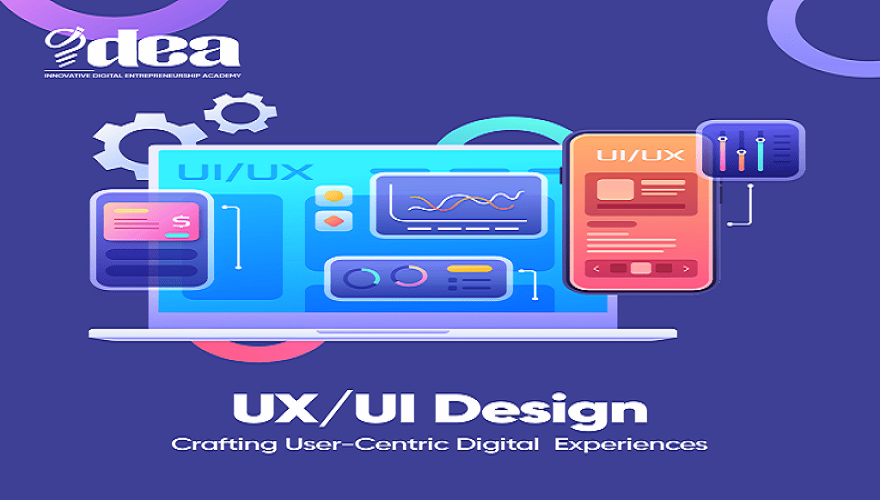 idea
INNOVATIVE DIGITAL ENTREPRENEURSHIP ACADEMY
UI/UX
$
UI/UX
UX/UI Design
Crafting User-Centric Digital Experiences